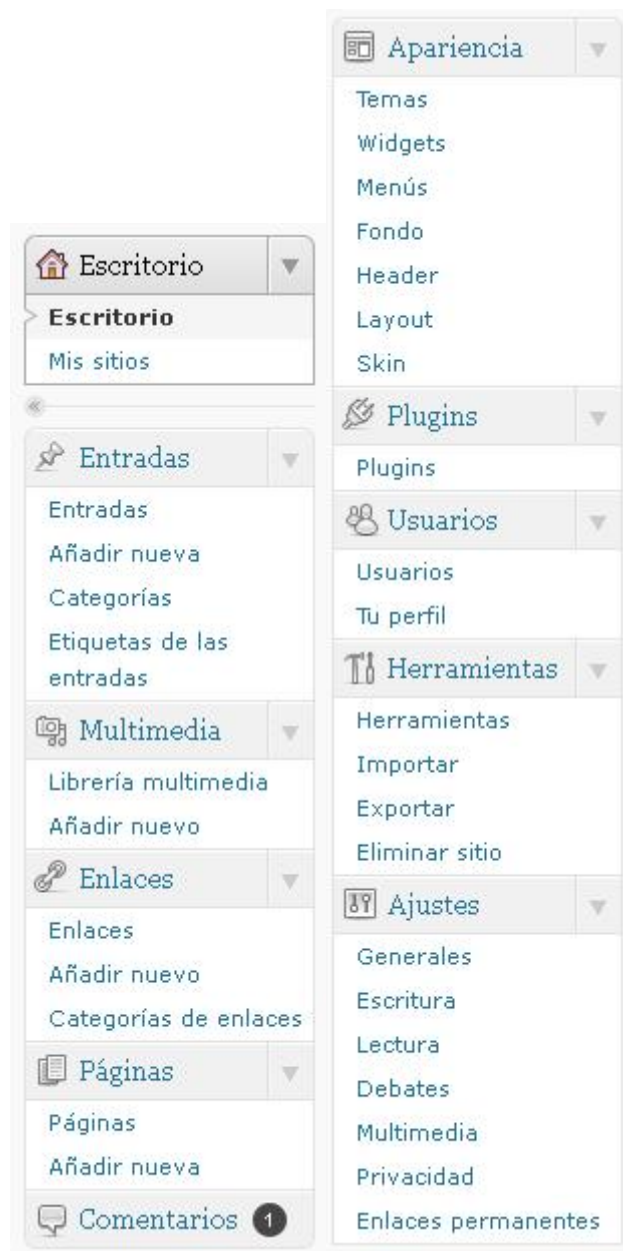 Escritorio
Escritorio
Mis sitios
Entradas
Entradas
Añadir nueva
Categorías
Etiquetas de las
entradas
Multimedia
Librería multimedia
Añadir nuevo
Enlaces
Enlaces
Añadir nuevo
Categorías de enlaces
Páginas
Páginas
Añadir nueva
Comentarios 1
Apariencia
Temas
Widgets
Menús
Fondo
Header
Layout
Skin
Plugins
Plugins
Usuarios
Usuarios
Tu perfil
Herramientas
Herramientas
Importar
Exportar
Eliminar sitio
Ajustes
Generales
Escritura
Lectura
Debates
Multimedia
Privacidad
Enlaces permanentes